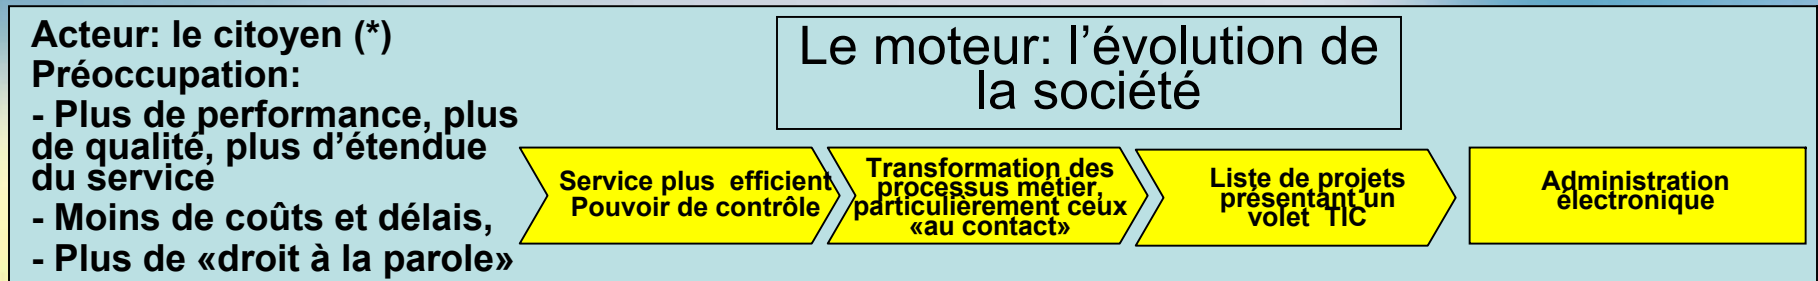 Acteur: le citoyen (*)
Préoccupation:
- Plus de performance, plus
de qualité, plus d’étendue
du service
- Moins de coûts et délais,
- Plus de «droit à la parole»
Le moteur: l’évolution de
la société
Service plus efficient
Pouvoir de contrôle
Transformation des
processus métier,
particulièrement ceux
«au contact»
Liste de projets
présentant un
volet TIC
Administration
électronique